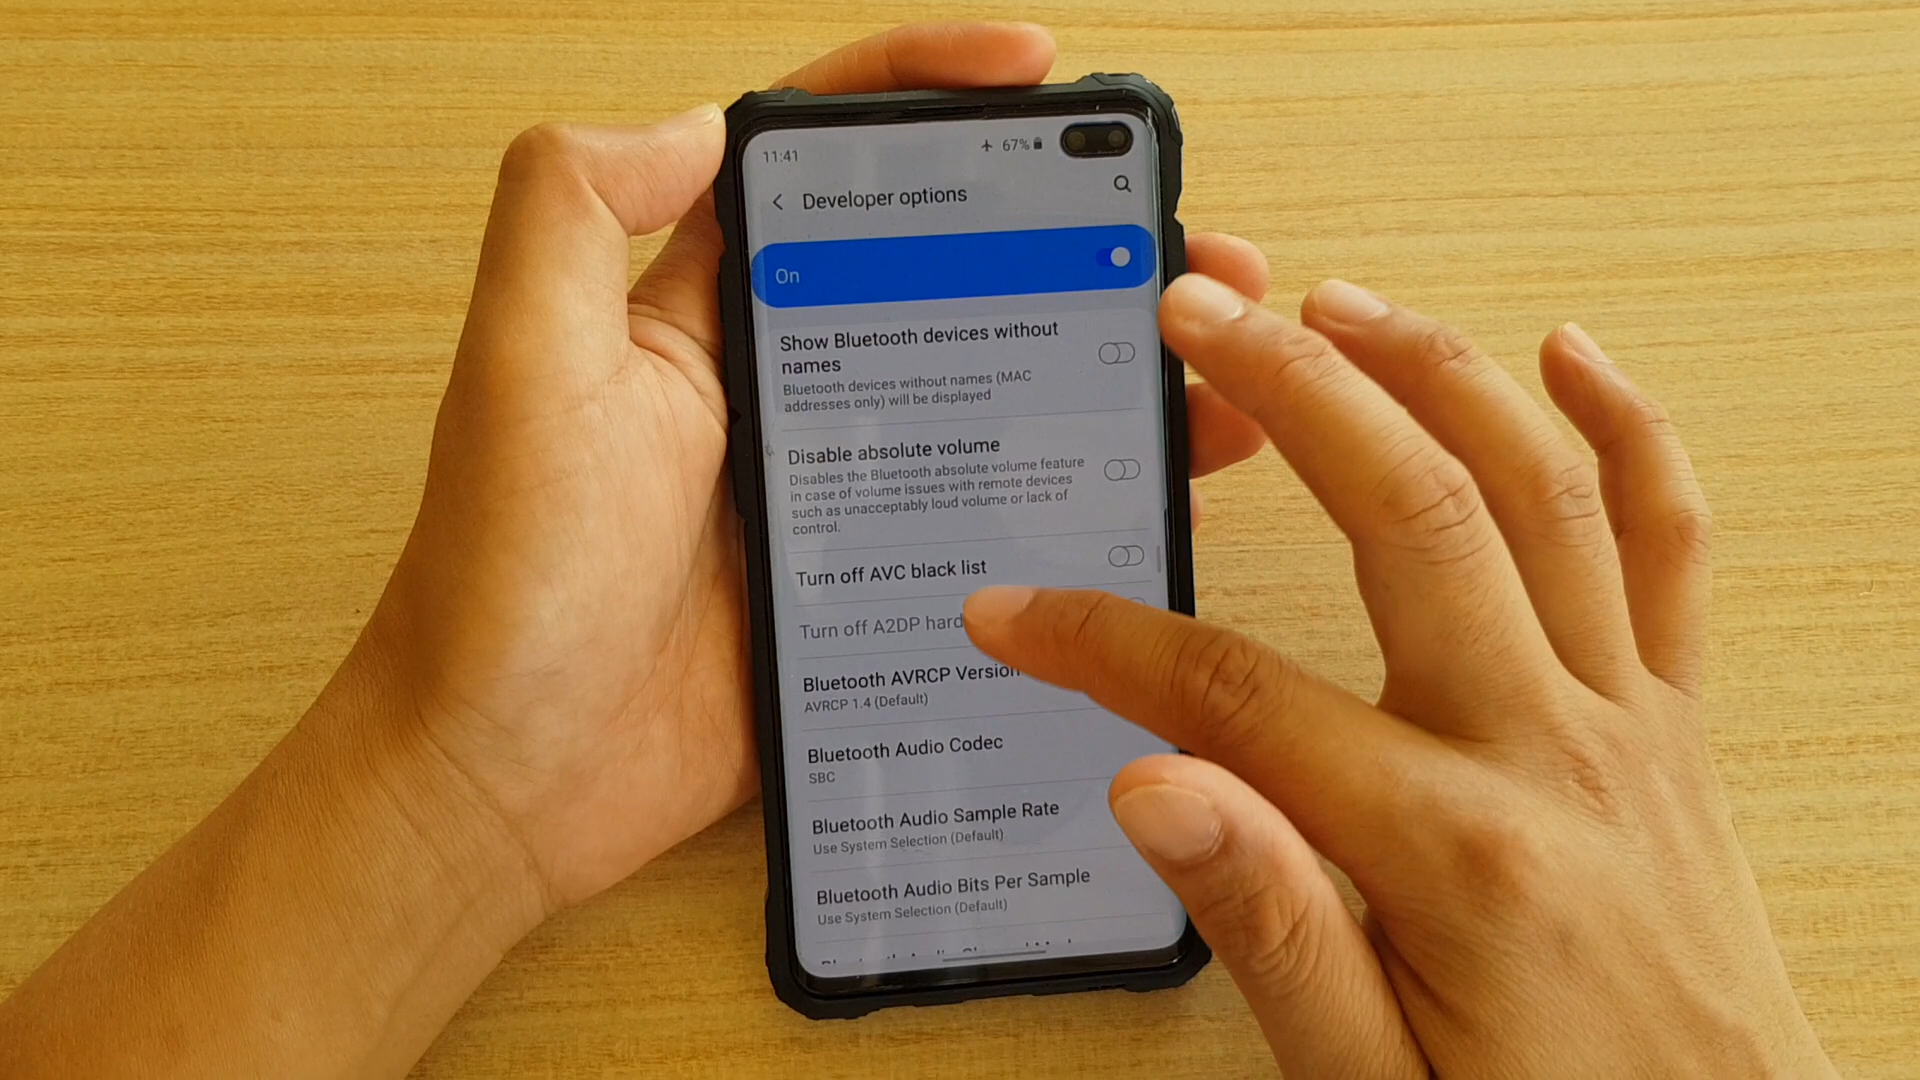 11:41
67%
Developer options
On
Show Bluetooth devices without
names
Bluetooth devices without names (MAC
addresses only) will be displayed
Disable absolute volume
Disables the Bluetooth absolute volume feature
in case of volume issues with remote devices
such as unacceptably loud volume or lack of
control.
Turn off AVC black list
Turn off A2DP hard
Bluetooth AVRCP Version
AVRCP 1.4 (Default)
Bluetooth Audio Codec
SBC
Bluetooth Audio Sample Rate
Use System Selection (Default)
Bluetooth Audio Bits Per Sample
Use System Selection (Default)